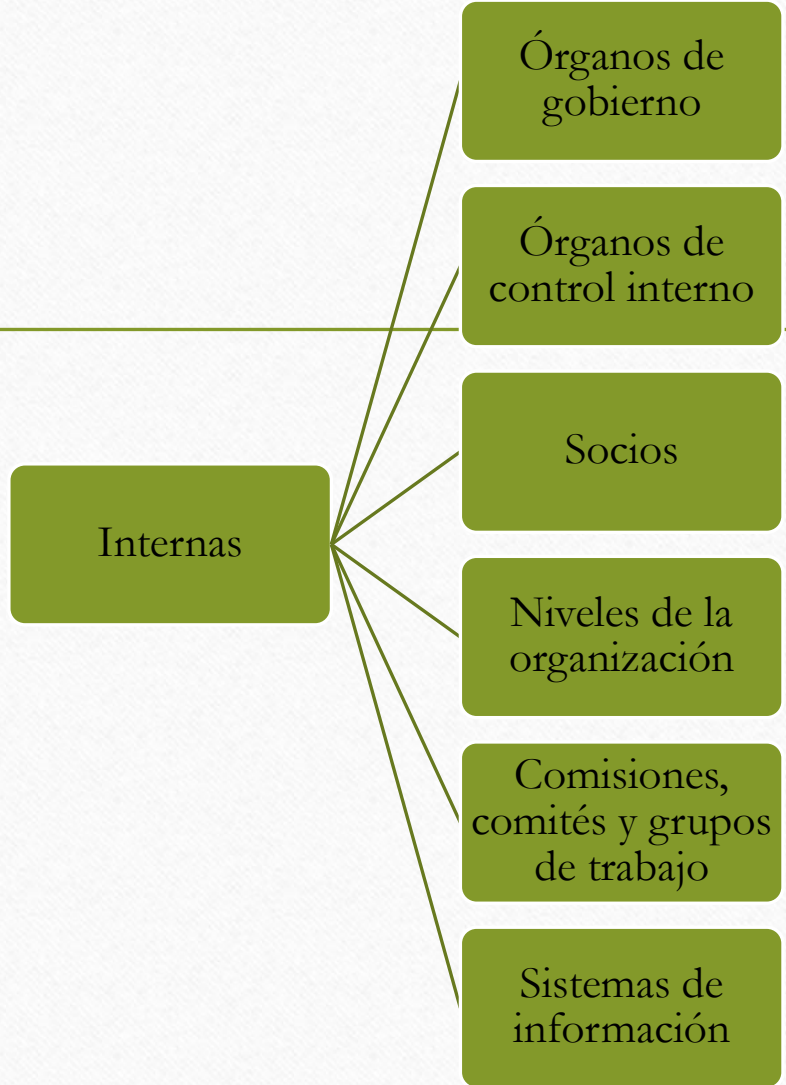 Internas
Órganos de
gobierno
Órganos de
control interno
Socios
Niveles de la
organización
Comisiones,
comités y grupos
de trabajo
Sistemas de
información